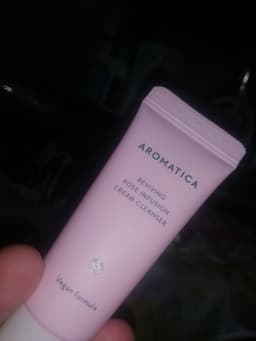 AROMATICA
REVIVING
ROSE INFUSION
CREAM CLEANSER
Vegan Formula